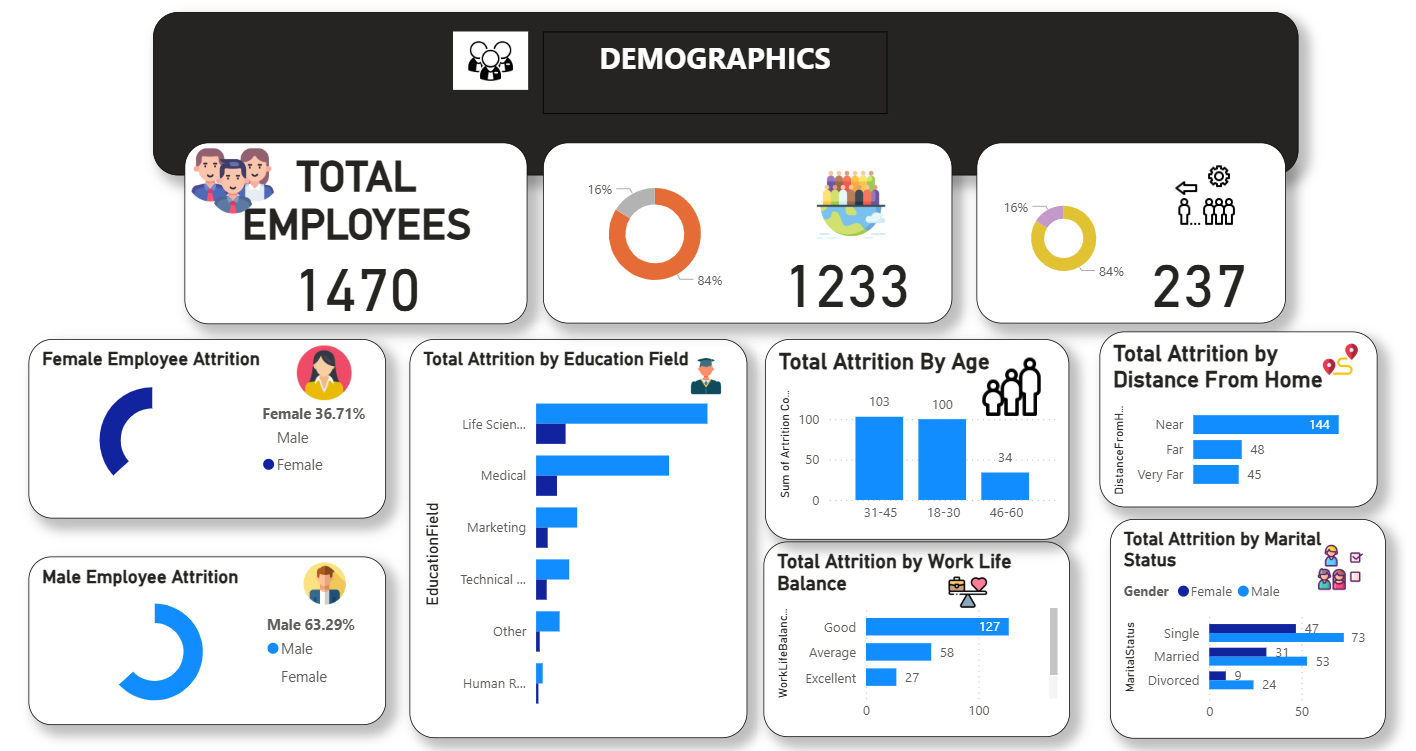 DEMOGRAPHICS
TOTAL
EMPLOYEES
1470
16%
84%
1233
16%
84%
237
Female Employee Attrition
Female 36.71%
Male
Female
Male Employee Attrition
Male 63.29%
Male
Female
Total Attrition by Education Field
EducationField
Life Scien...
Medical
Marketing
Technical ...
Other
Human R...
Total Attrition By Age
Sum of Artrition Co...
100
50
0
103
100
34
31-45
18-30
46-60
Total Attrition by Work Life
Balance
WorkLifeBalanc...
Good
127
Average
58
Excellent
27
0
100
Total Attrition by
Distance From Home
DistanceFromH...
Near
144
Far
48
Very Far
45
Total Attrition by Marital
Status
Gender
Female
Male
MaritalStatus
Single
47
73
Married
31
53
Divorced
9
24
0
50